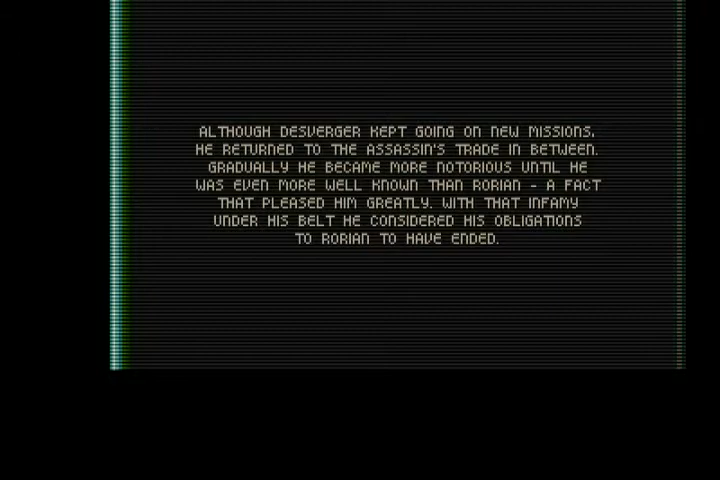 ALTHOUGH DESVERGER KEPT GOING ON NEW MISSIONS,
HE RETURNED TO THE ASSASSIN'S TRADE IN BETWEEN.
GRADUALLY HE BECAME MORE NOTORIOUS UNTIL HE
WAS EVEN MORE WELL KNOWN THAN RORIAN - A FACT
THAT PLEASED HIM GREATLY. WITH THAT INFAMY
UNDER HIS BELT HE CONSIDERED HIS OBLIGATIONS
TO RORIAN TO HAVE ENDED.